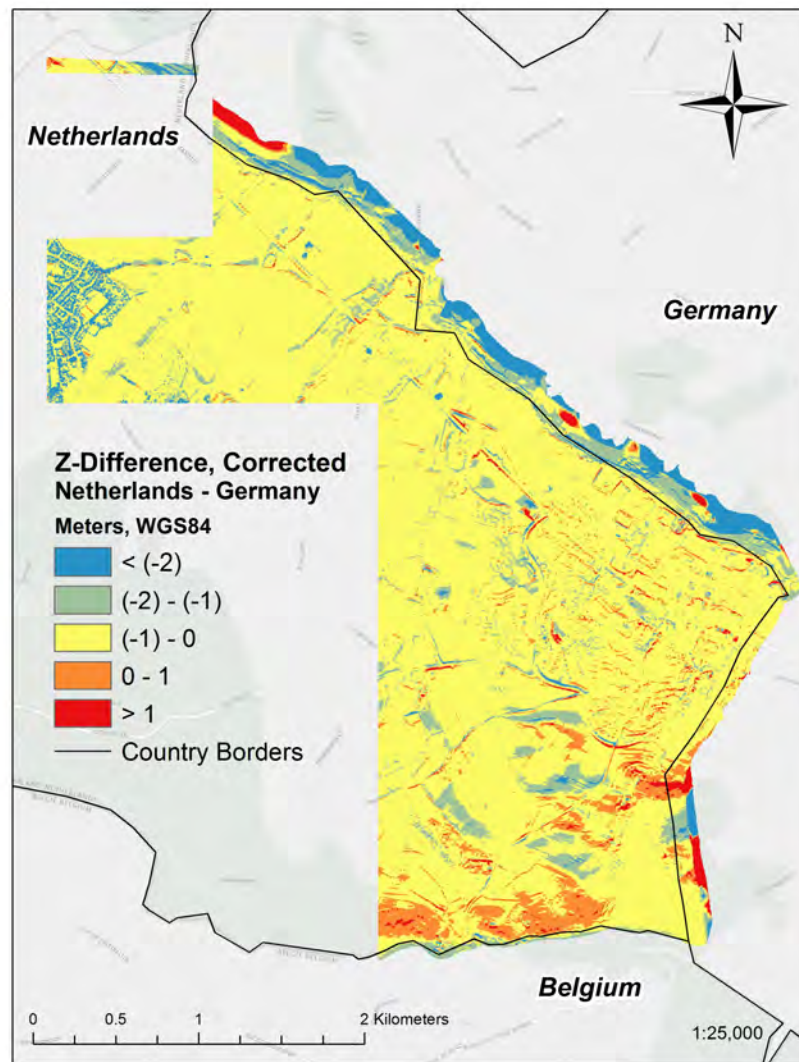 N
Netherlands
Germany
Z-Difference, Corrected
Netherlands - Germany
Meters, WGS84
< (-2)
(-2) - (-1)
(-1) - 0
0 - 1
> 1
Country Borders
Belgium
0 0.5 1 2 Kilometers
1:25,000